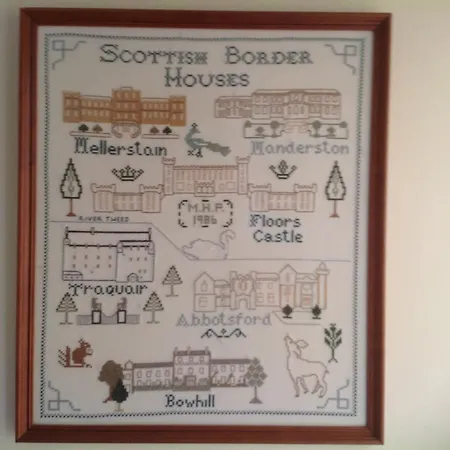 Scottish Border
Houses
Mellerstain
Manderston
M.H.P.
1986
Floors
Castle
RIVER TWEED
Traquair
Abbotsford
Bowhill